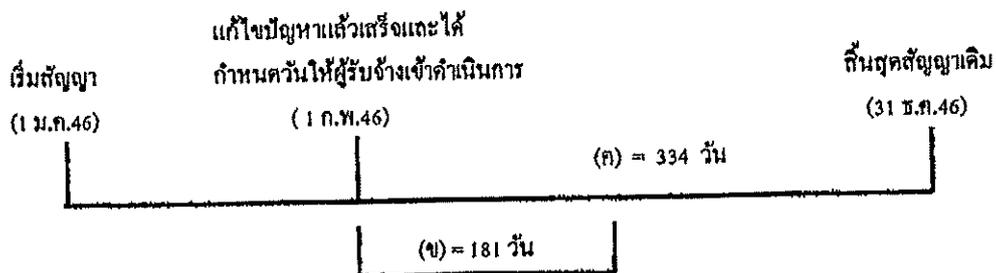 แก้ไขปัญหาแล้วเสร็จและได้
เริ่มสัญญา กำหนดวันให้ผู้รับจ้างเข้าดำเนินการ สิ้นสุดสัญญาเดิม
(1 ม.ค.46) ( 1 ก.พ.46) (31 ธ.ค.46)
(ค) = 334 วัน
(ข) = 181 วัน